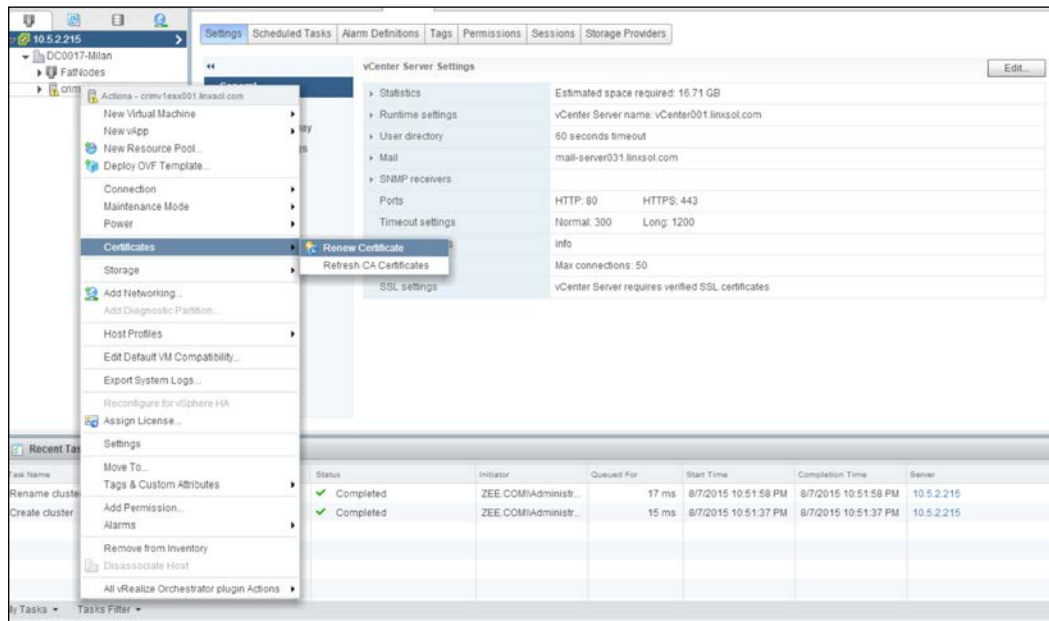 Settings Scheduled Tasks Alarm Definitions Tags Permissions Sessions Storage Providers
10.5.2.215
DC0017-Milan
FatNodes
vCenter Server Settings
Edit...
Statistics Estimated space required: 16.71 GB
Runtime settings vCenter Server name: vCenter001.linxsol.com
User directory 60 seconds timeout
Mail mail-server031.linxsol.com
SNMP receivers
Ports HTTP: 80 HTTPS: 443
Timeout settings Normal: 300 Long: 1200
info
Max connections: 50
SSL settings vCenter Server requires verified SSL certificates
Actions - crimv1esx001.linxsol.com
New Virtual Machine
New vApp
New Resource Pool...
Deploy OVF Template...
Connection
Maintenance Mode
Power
Certificates
Renew Certificate
Refresh CA Certificates
Storage
Add Networking...
Add Diagnostic Partition...
Host Profiles
Edit Default VM Compatibility...
Export System Logs...
Reconfigure for vSphere HA
Assign License...
Settings
Move To...
Tags & Custom Attributes
Add Permission...
Alarms
Remove from Inventory
Disassociate Host
All vRealize Orchestrator plugin Actions
Recent Tas
Task Name Status Initiator Queued For Start Time Completion Time Server
Rename cluste Completed ZEE.COM\Administr... 17 ms 8/7/2015 10:51:58 PM 8/7/2015 10:51:58 PM 10.5.2.215
Create cluster Completed ZEE.COM\Administr... 15 ms 8/7/2015 10:51:37 PM 8/7/2015 10:51:37 PM 10.5.2.215
My Tasks Tasks Filter